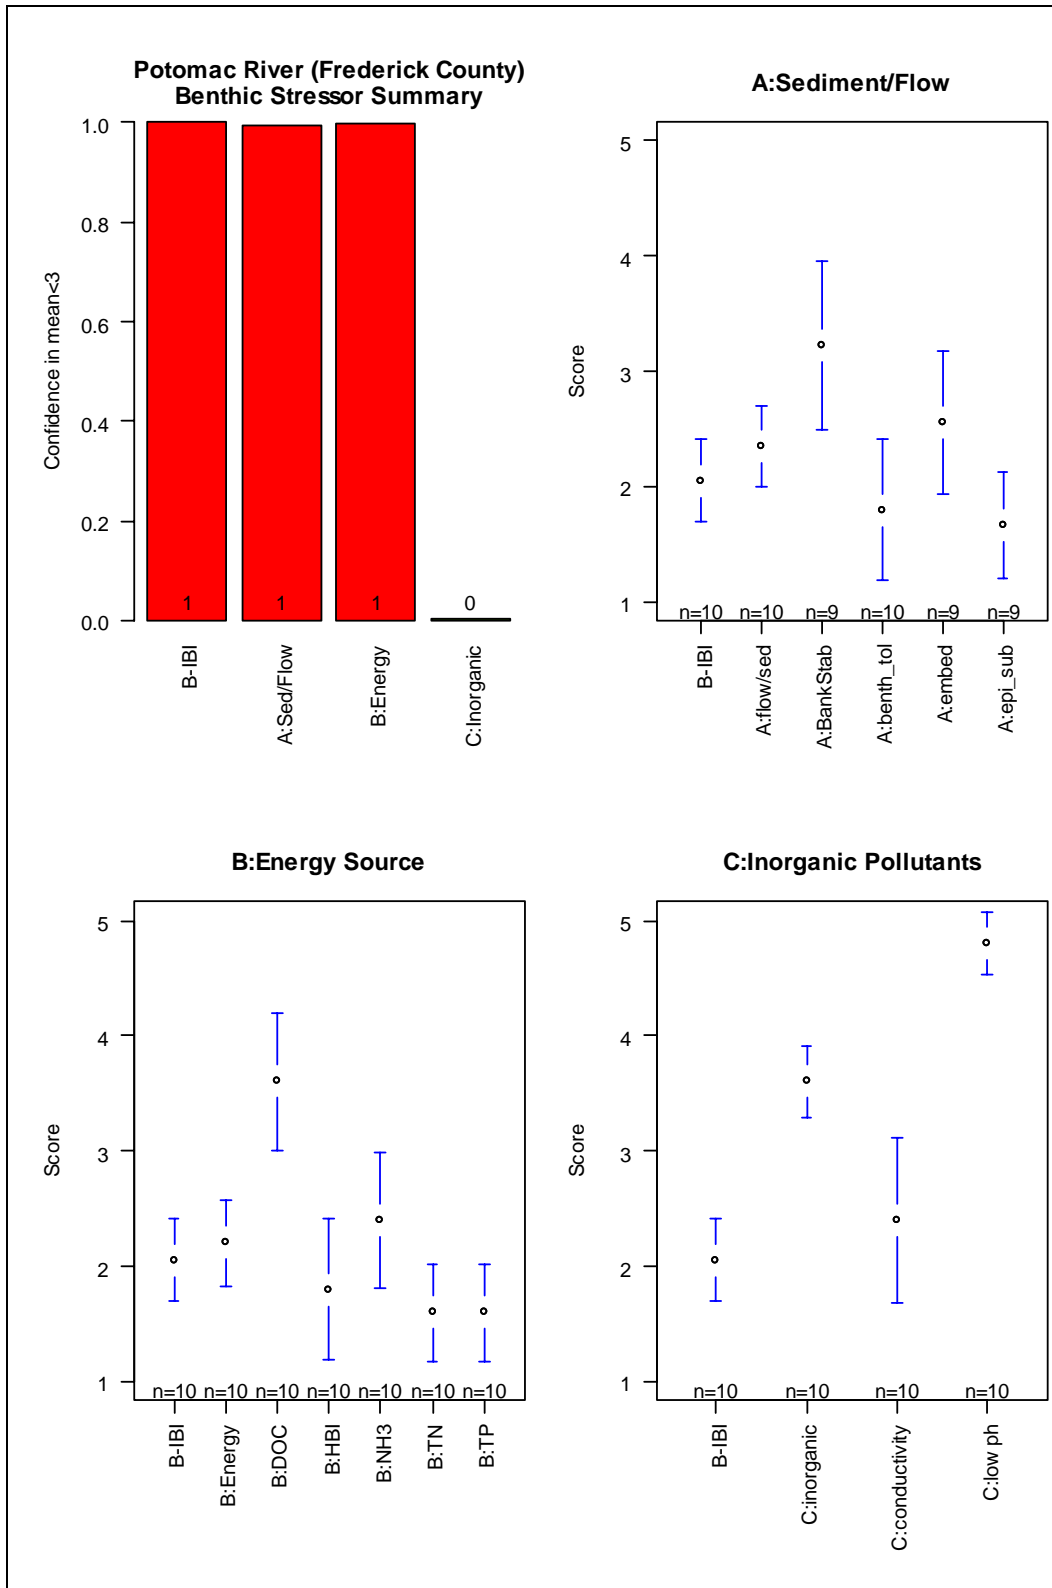 Potomac River (Frederick County)
Benthic Stressor Summary
Confidence in mean<3
1.0
0.8
0.6
0.4
0.2
0.0
1 1 1 0
B-IBI
A:Sed/Flow
B:Energy
C:Inorganic
A:Sediment/Flow
Score
5
4
3
2
1
n=10 n=10 n=9 n=10 n=9 n=9
B-IBI
A:flow/sed
A:BankStab
A:benth_tol
A:embed
A:epi_sub
B:Energy Source
Score
5
4
3
2
1
n=10 n=10 n=10 n=10 n=10 n=10 n=10
B-IBI
B:Energy
B:DOC
B:HBI
B:NH3
B:TN
B:TP
C:Inorganic Pollutants
Score
5
4
3
2
1
n=10 n=10 n=10 n=10
B-IBI
C:inorganic
C:conductivity
C:low ph